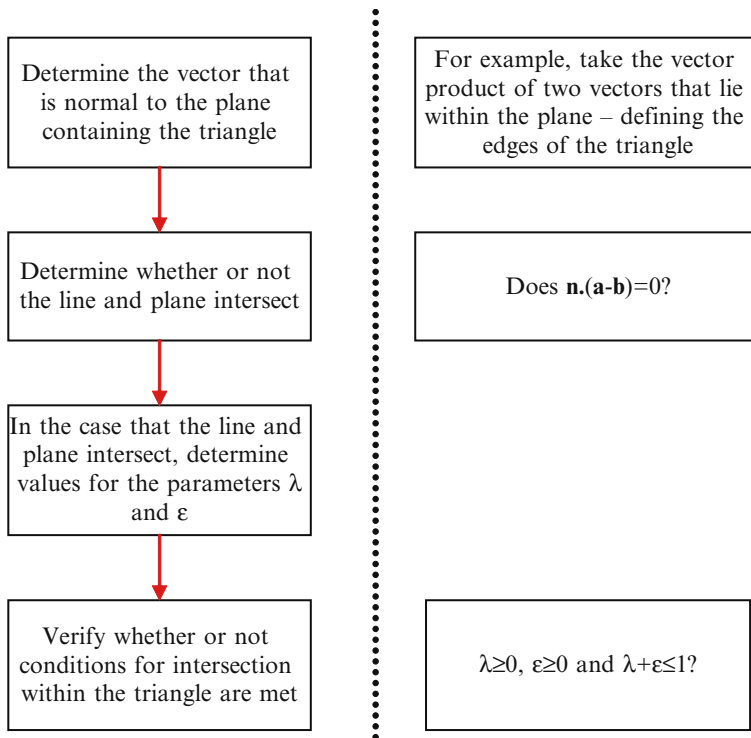 Determine the vector that
is normal to the plane
containing the triangle
For example, take the vector
product of two vectors that lie
within the plane – defining the
edges of the triangle
Determine whether or not
the line and plane intersect
Does n.(a-b)=0?
In the case that the line and
plane intersect, determine
values for the parameters λ
and ε
Verify whether or not
conditions for intersection
within the triangle are met
λ≥0, ε≥0 and λ+ε≤1?